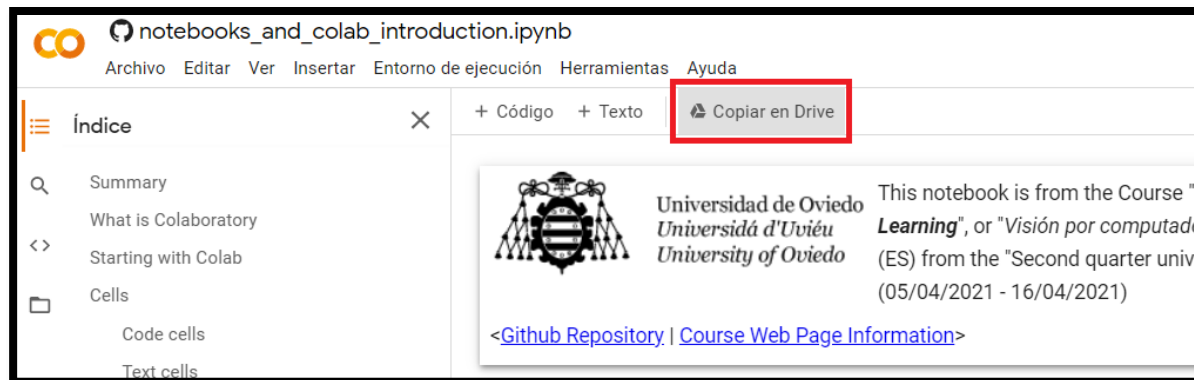 notebooks_and_colab_introduction.ipynb
Archivo Editar Ver Insertar Entorno de ejecución Herramientas Ayuda
Índice
+ Código + Texto Copiar en Drive
Summary
What is Colaboratory
Starting with Colab
Cells
Code cells
Text cells
Universidad de Oviedo
Universidá d'Uviéu
University of Oviedo
This notebook is from the Course "
Learning", or "Visión por computado
(ES) from the "Second quarter univ
(05/04/2021 - 16/04/2021)
<Github Repository | Course Web Page Information>